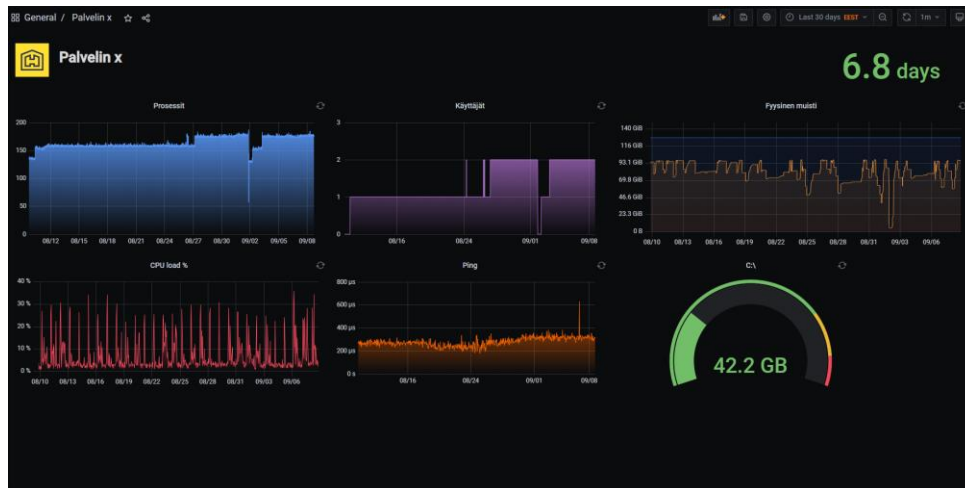 General / Palvelin x
Last 30 days EEST
1m
Palvelin x
6.8 days
Prosessit
200
150
100
50
0
08/12 08/15 08/18 08/21 08/24 08/27 08/30 09/02 09/05 09/08
Käyttäjät
3
2
1
0
08/16 08/24 09/01 09/08
Fyysinen muisti
140 GiB
116 GiB
93.1 GiB
69.8 GiB
46.6 GiB
23.3 GiB
0 B
08/10 08/13 08/16 08/19 08/22 08/25 08/28 08/31 09/03 09/06
CPU load %
40 %
30 %
20 %
10 %
0 %
08/10 08/13 08/16 08/19 08/22 08/25 08/28 08/31 09/03 09/06
Ping
800 µs
600 µs
400 µs
200 µs
0 s
08/16 08/24 09/01 09/08
C:\
42.2 GB